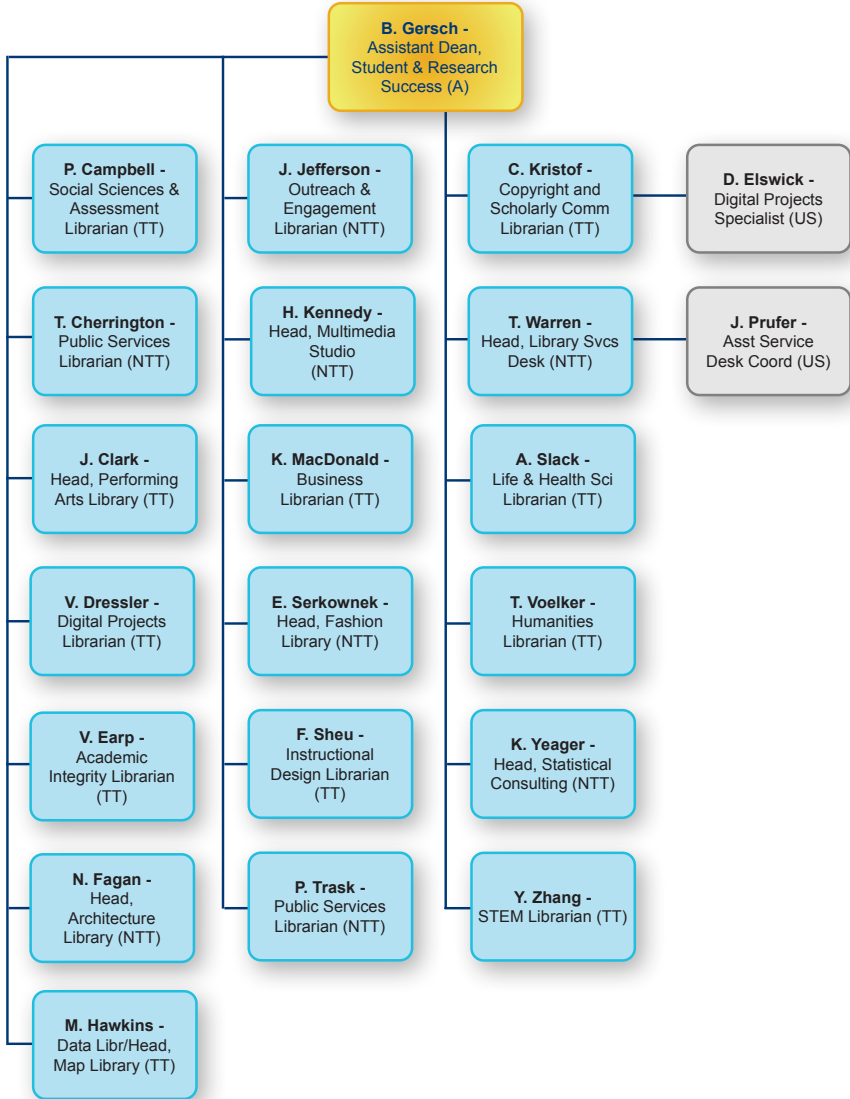 B. Gersch -
Assistant Dean,
Student & Research
Success (A)
P. Campbell -
Social Sciences &
Assessment
Librarian (TT)
J. Jefferson -
Outreach &
Engagement
Librarian (NTT)
C. Kristof -
Copyright and
Scholarly Comm
Librarian (TT)
D. Elswick -
Digital Projects
Specialist (US)
T. Cherrington -
Public Services
Librarian (NTT)
H. Kennedy -
Head, Multimedia
Studio
(NTT)
T. Warren -
Head, Library Svcs
Desk (NTT)
J. Prufer -
Asst Service
Desk Coord (US)
J. Clark -
Head, Performing
Arts Library (TT)
K. MacDonald -
Business
Librarian (TT)
A. Slack -
Life & Health Sci
Librarian (TT)
V. Dressler -
Digital Projects
Librarian (TT)
E. Serkownek -
Head, Fashion
Library (NTT)
T. Voelker -
Humanities
Librarian (TT)
V. Earp -
Academic
Integrity Librarian
(TT)
F. Sheu -
Instructional
Design Librarian
(TT)
K. Yeager -
Head, Statistical
Consulting (NTT)
N. Fagan -
Head,
Architecture
Library (NTT)
P. Trask -
Public Services
Librarian (NTT)
Y. Zhang -
STEM Librarian (TT)
M. Hawkins -
Data Libr/Head,
Map Library (TT)